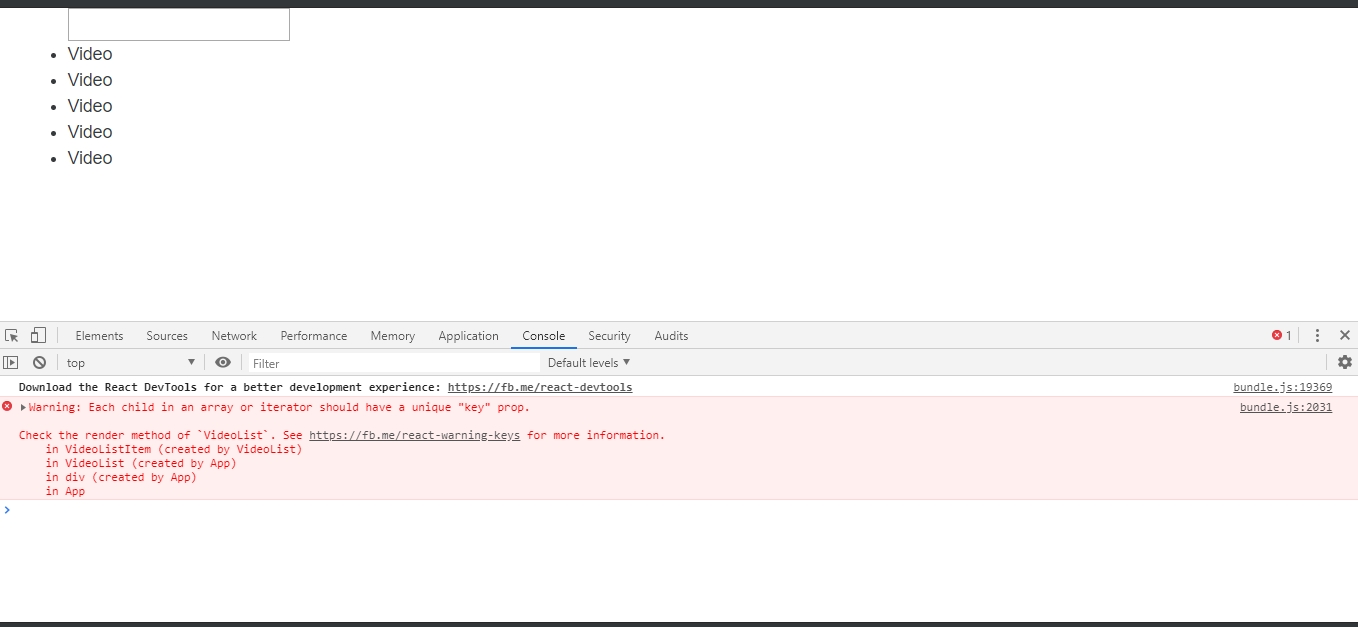 Video
Video
Video
Video
Video
Elements Sources Network Performance Memory Application Console Security Audits 1
top Filter Default levels
Download the React DevTools for a better development experience: https://fb.me/react-devtools bundle.js:19369
Warning: Each child in an array or iterator should have a unique "key" prop. bundle.js:2031
Check the render method of `VideoList`. See https://fb.me/react-warning-keys for more information.
in VideoListItem (created by VideoList)
in VideoList (created by App)
in div (created by App)
in App